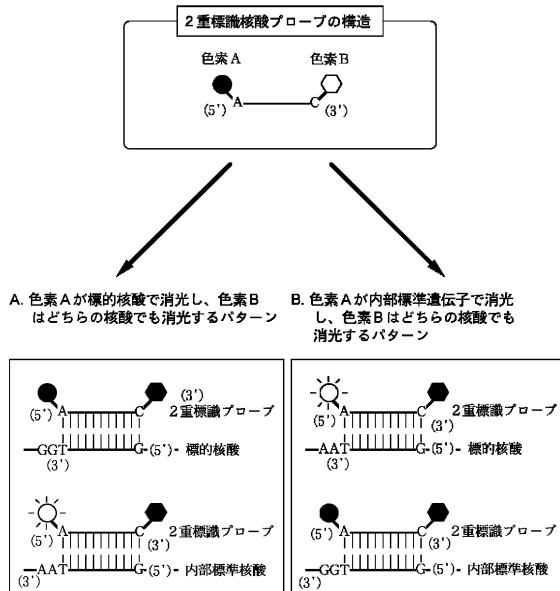 2重標識核酸プローブの構造
色素A 色素B
A C
(5') (3')
A. 色素Aが標的核酸で消光し、色素B
はどちらの核酸でも消光するパターン
(3')
(5') A C 2重標識プローブ
GGT G (5') 標的核酸
(3')
(5') A C 2重標識プローブ
(3')
AAT G (5') 内部標準核酸
(3')
B. 色素Aが内部標準遺伝子で消光
し、色素Bはどちらの核酸でも
消光するパターン
(5') A C 2重標識プローブ
(3')
AAT G (5') 標的核酸
(3')
(5') A C 2重標識プローブ
(3')
GGT G (5') 内部標準核酸
(3')